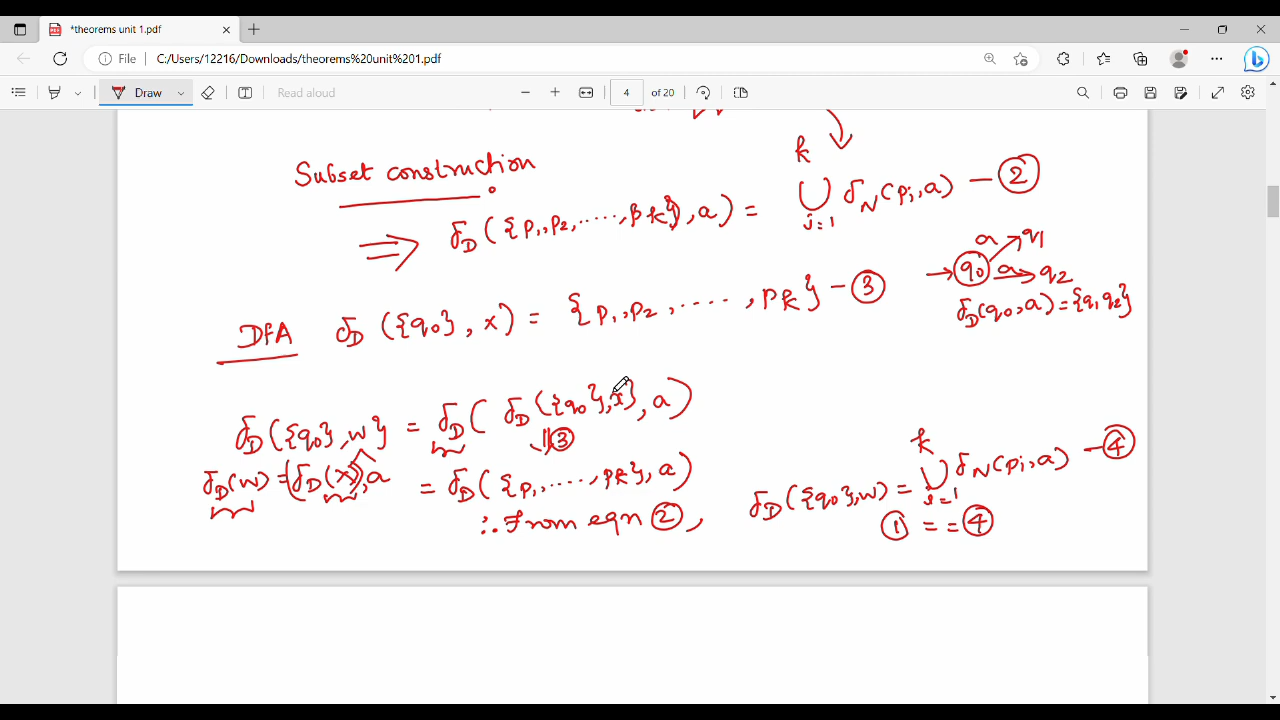 *theorems unit 1.pdf
File C:/Users/12216/Downloads/theorems%20unit%201.pdf
Draw Read aloud 4 of 20
k
Subset construction
=> δD({p1,p2,.....,pk},a) = ∪ δN(pi,a) — ②
i=1
a q1
→ q0 a q2
δD(q0,a)={q1,q2}
DFA δD({q0},x) = {p1,p2,....,pk} - ③
δD({q0},w} = δD(δD({q0},x},a)
③
δD(w) = (δD(x),a = δD({p1,.....,pk},a)
k
δD({q0},w) = ∪ δN(pi,a) - ④
i=1
∴ From eqn ②,
① == ④